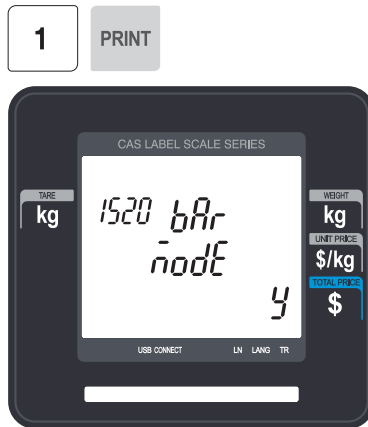 1 PRINT
CAS LABEL SCALE SERIES
TARE
kg
WEIGHT
kg
UNIT PRICE
$/kg
TOTAL PRICE
$
1520 bAr
nodE
y
USB CONNECT LN LANG TR